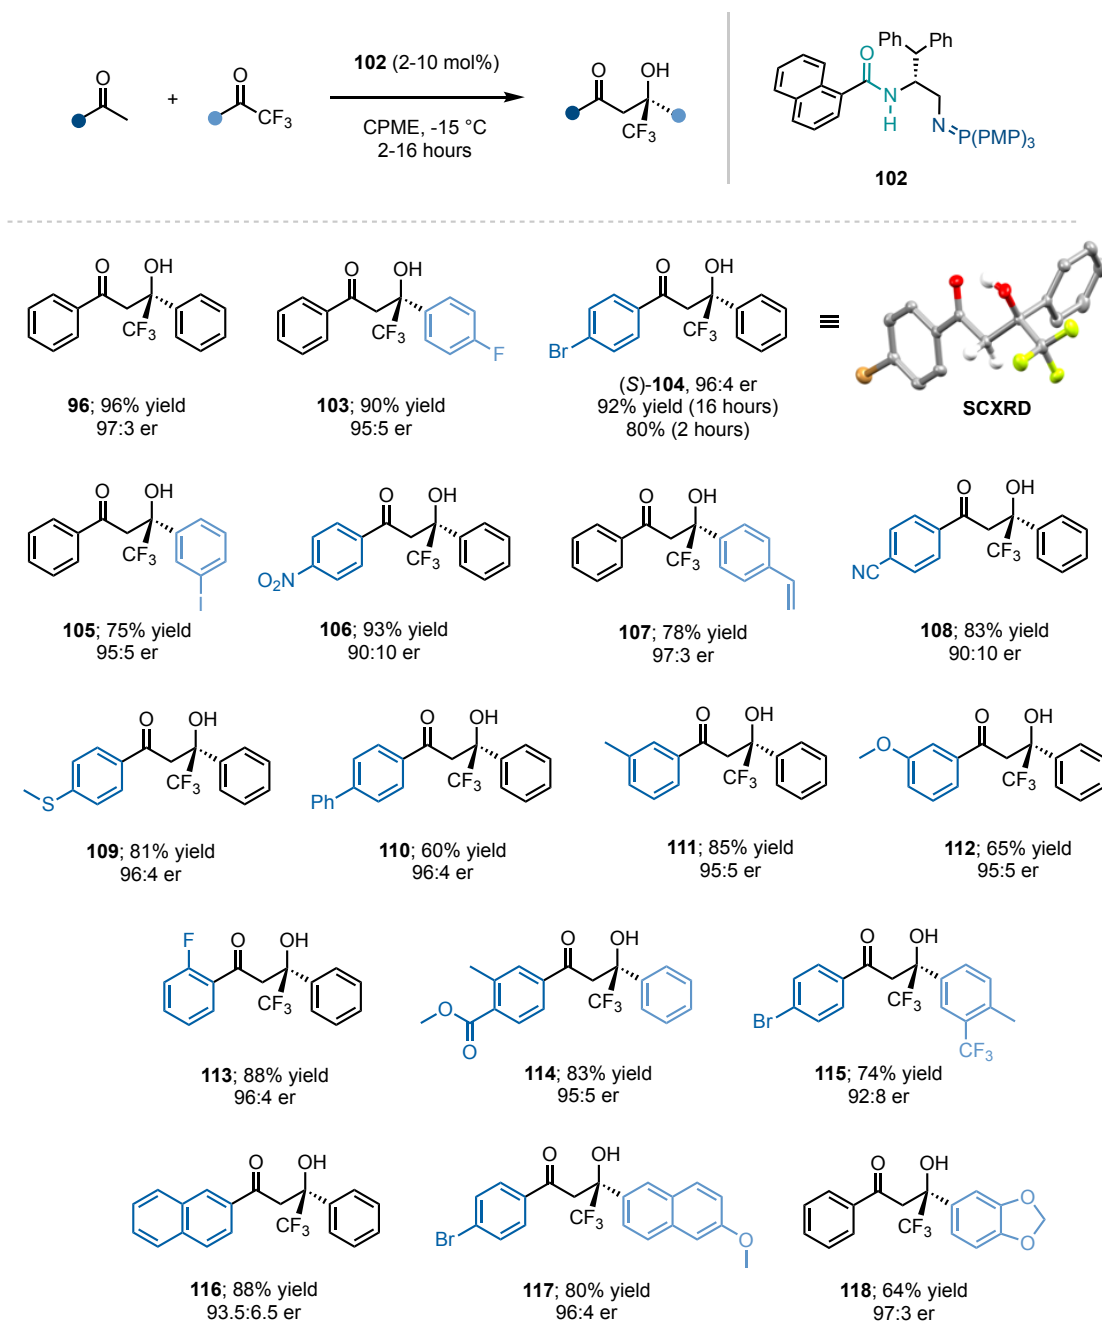 O
+
O
CF3
102 (2-10 mol%)
CPME, -15 °C
2-16 hours
O
OH
CF3
Ph
Ph
O
N
H
N=P(PMP)3
102
O
OH
CF3
96; 96% yield
97:3 er
O
OH
CF3
F
103; 90% yield
95:5 er
O
OH
CF3
Br
(S)-104, 96:4 er
92% yield (16 hours)
80% (2 hours)
≡
SCXRD
O
OH
CF3
I
105; 75% yield
95:5 er
O
OH
CF3
O2N
106; 93% yield
90:10 er
O
OH
CF3
107; 78% yield
97:3 er
O
OH
CF3
NC
108; 83% yield
90:10 er
O
OH
CF3
S
109; 81% yield
96:4 er
O
OH
CF3
Ph
110; 60% yield
96:4 er
O
OH
CF3
111; 85% yield
95:5 er
O
O
OH
CF3
112; 65% yield
95:5 er
F
O
OH
CF3
113; 88% yield
96:4 er
O
OH
CF3
O
O
114; 83% yield
95:5 er
O
OH
CF3
Br
CF3
115; 74% yield
92:8 er
O
OH
CF3
116; 88% yield
93.5:6.5 er
O
OH
CF3
Br
O
117; 80% yield
96:4 er
O
OH
CF3
O
O
118; 64% yield
97:3 er